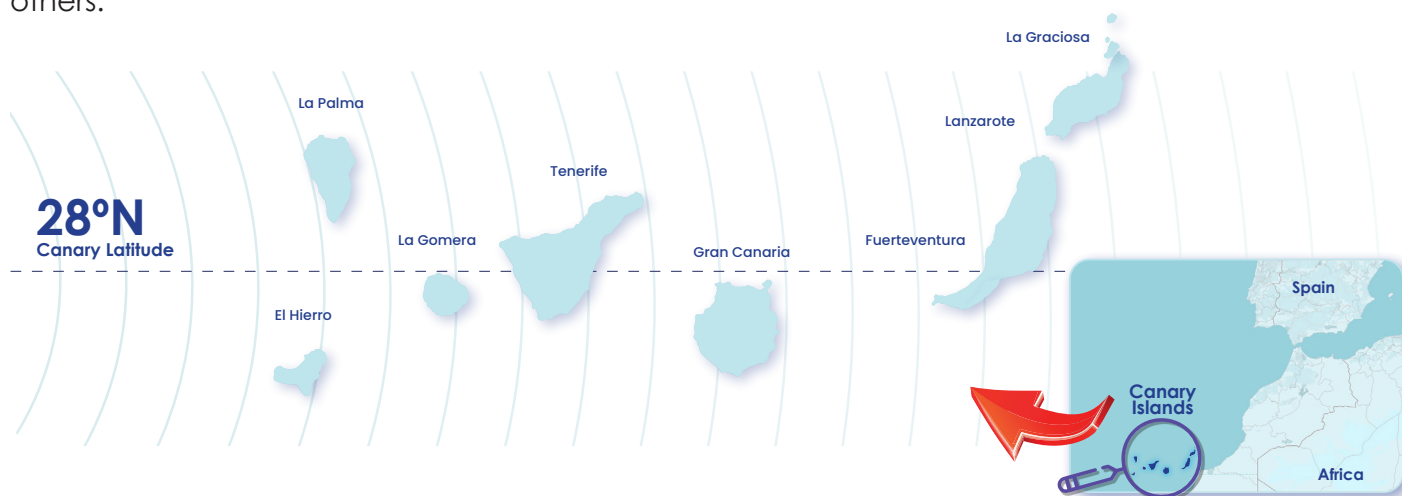 others.
La Graciosa
La Palma
Lanzarote
Tenerife
28ºN
Canary Latitude
La Gomera
Fuerteventura
Gran Canaria
El Hierro
Spain
Canary
Islands
Africa